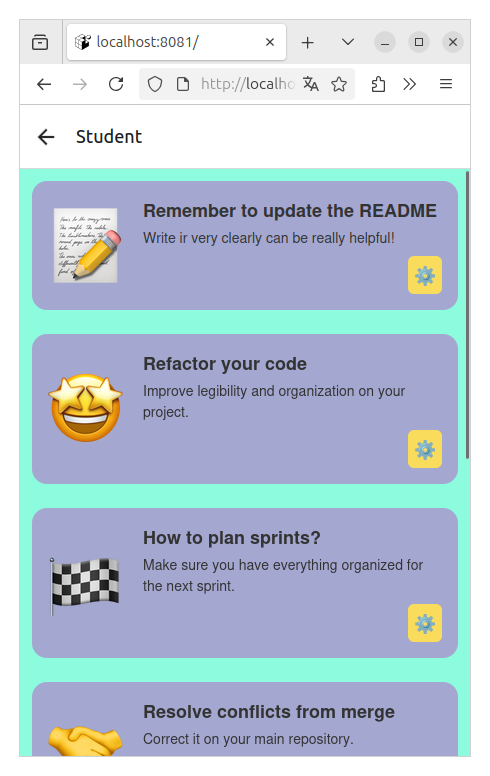 localhost:8081/
http://localho
Student
Remember to update the README
Write ir very clearly can be really helpful!
Refactor your code
Improve legibility and organization on your
project.
How to plan sprints?
Make sure you have everything organized for
the next sprint.
Resolve conflicts from merge
Correct it on your main repository.